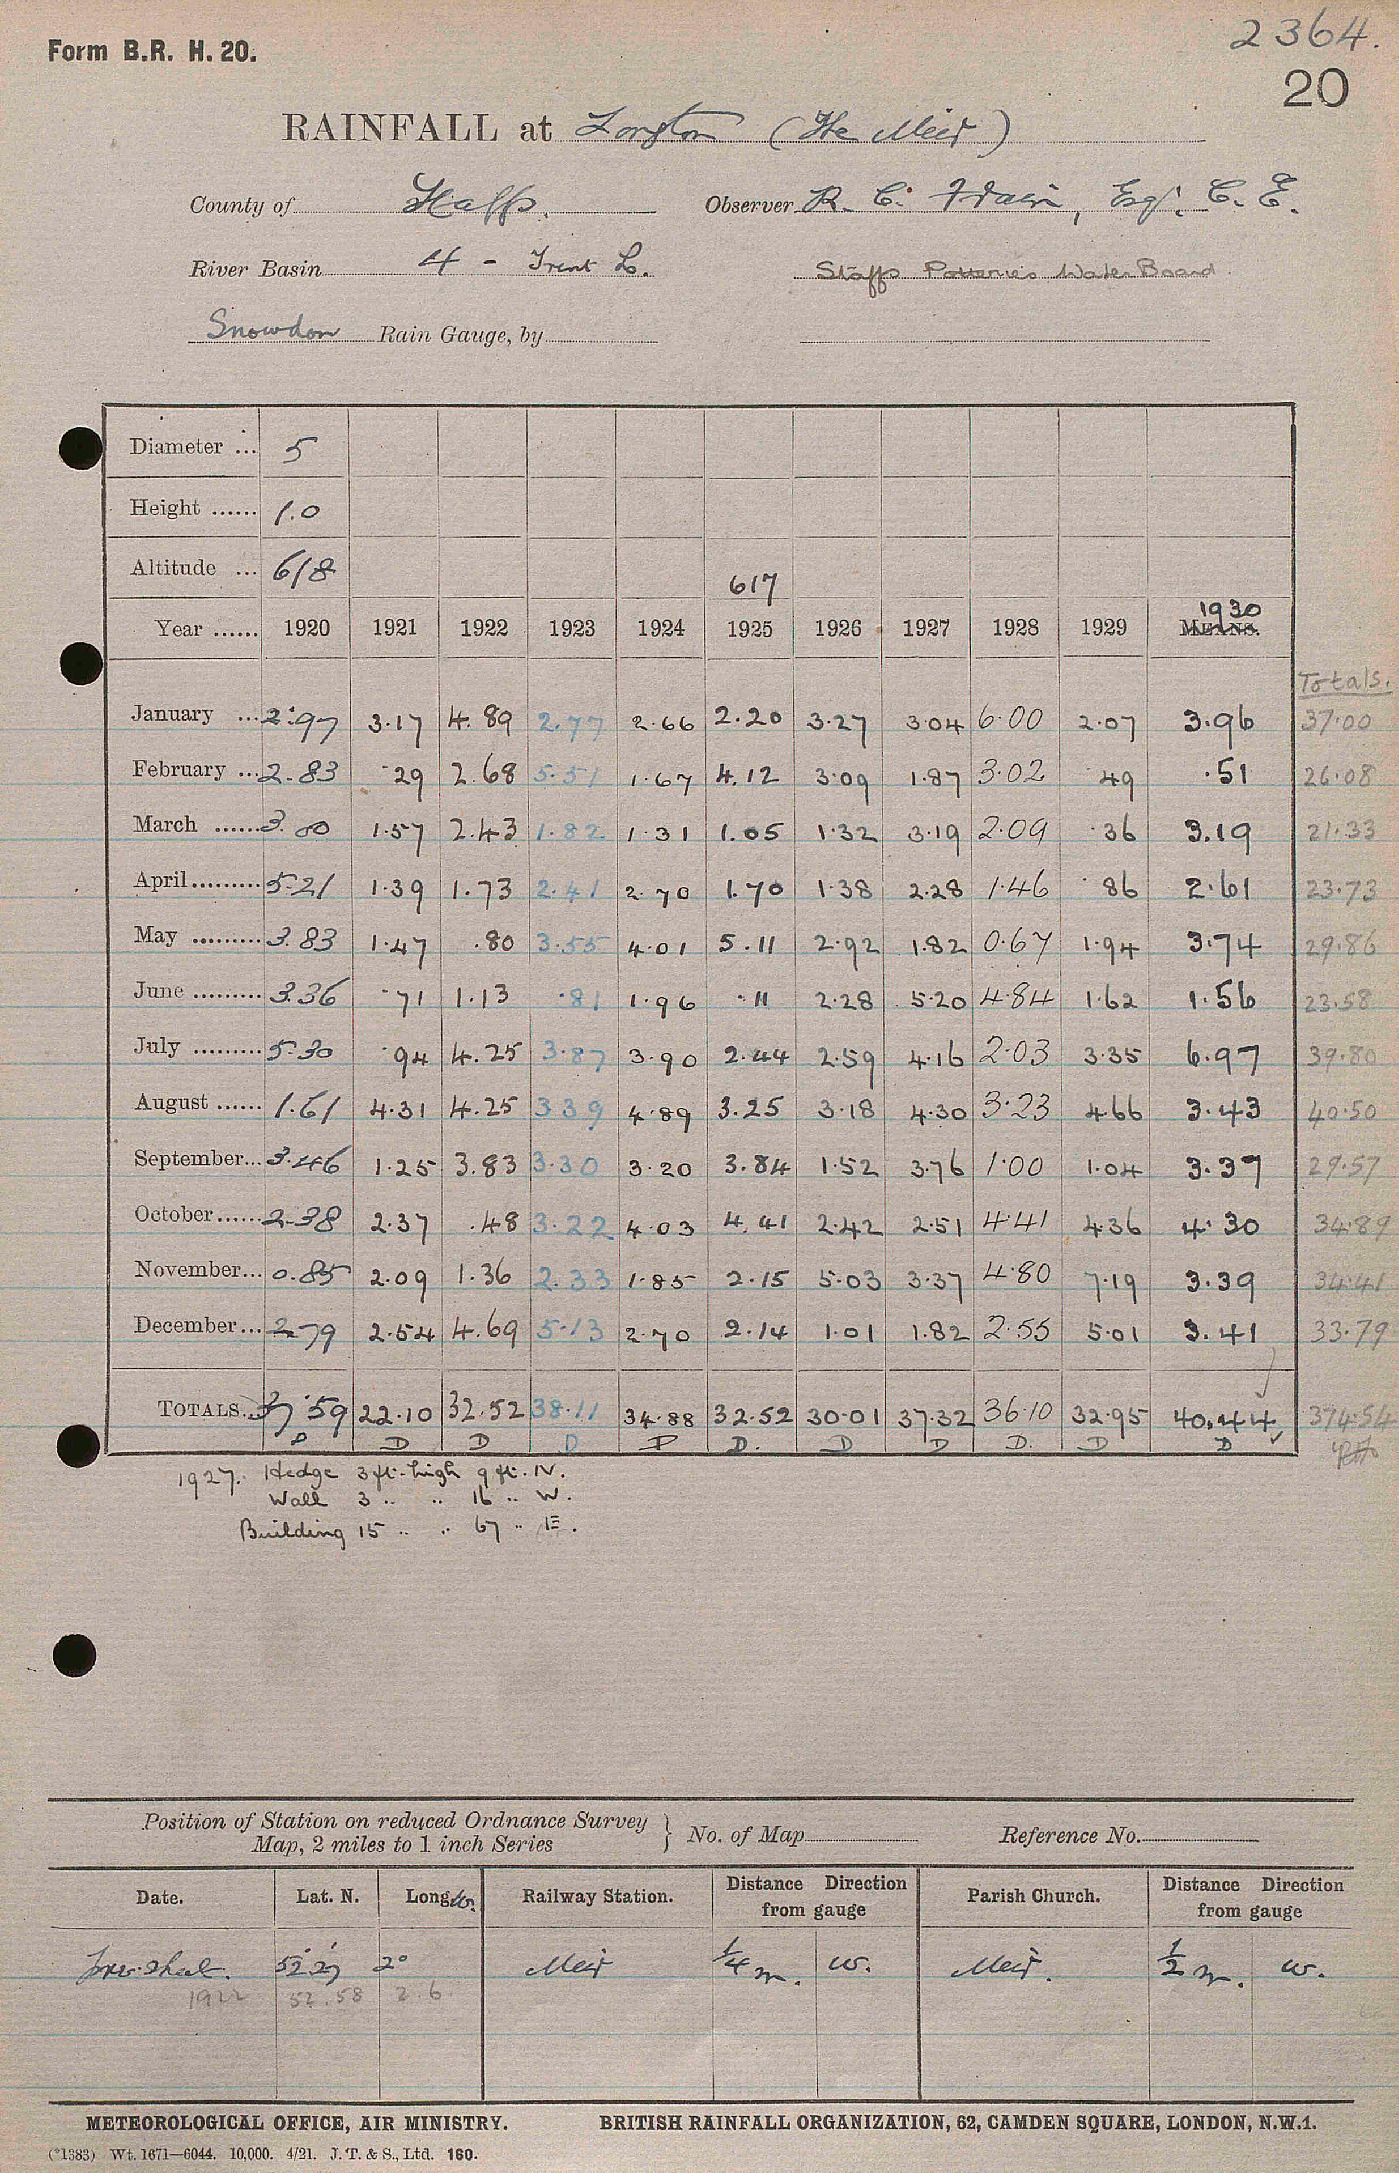 2364.
Form B.R. H. 20.
20
RAINFALL at Longton (The Meir)
County of Staffs. Observer R. C. Frain, Esq. C. E.
River Basin 4 - Trent L. Staffs Potteries Water Board
Snowdon Rain Gauge, by
Diameter ... 5
Height ...... 1.0
Altitude ... 618 617
Year ...... 1920 1921 1922 1923 1924 1925 1926 1927 1928 1929 MEANS. 1930
Totals.
January ... 2.97 3.17 4.89 2.77 2.66 2.20 3.27 3.04 6.00 2.07 3.96 37.00
February ... 2.83 .29 2.68 5.51 1.67 4.12 3.09 1.87 3.02 .49 .51 26.08
March ...... 3.00 1.57 2.43 1.82 1.31 1.05 1.32 3.19 2.09 .36 3.19 21.33
April ......... 5.21 1.39 1.73 2.41 2.70 1.70 1.38 2.28 1.46 .86 2.61 23.73
May ......... 3.83 1.47 .80 3.55 4.01 5.11 2.92 1.82 0.67 1.94 3.74 29.86
June ......... 3.36 .71 1.13 .81 1.96 .11 2.28 5.20 4.84 1.62 1.56 23.58
July ......... 5.30 .94 4.25 3.87 3.90 2.44 2.59 4.16 2.03 3.35 6.97 39.80
August ...... 1.61 4.31 4.25 3.39 4.89 3.25 3.18 4.30 3.23 4.66 3.43 40.50
September... 3.46 1.25 3.83 3.30 3.20 3.84 1.52 3.76 1.00 1.04 3.37 29.57
October...... 2.38 2.37 .48 3.22 4.03 4.41 2.42 2.51 4.41 4.36 4.30 34.89
November... 0.85 2.09 1.36 2.33 1.85 2.15 5.03 3.37 4.80 7.19 3.39 34.41
December... 2.79 2.54 4.69 5.13 2.70 2.14 1.01 1.82 2.55 5.01 3.41 33.79
TOTALS. 37.59 22.10 32.52 38.11 34.88 32.52 30.01 37.32 36.10 32.95 40.44 374.54
D D D D D D. D D D. D D
1927. Hedge 3 ft. high 9 ft. N.
Wall 3 .. .. 16 .. W.
Building 15 .. .. 67 .. E.
Position of Station on reduced Ordnance Survey
Map, 2 miles to 1 inch Series } No. of Map Reference No.
Date. Lat. N. Long W. Railway Station. Distance Direction from gauge Parish Church. Distance Direction from gauge
Prev. sheet. 52° 59' 2° Meir 1/4 m. W. Meir. 1/2 m. W.
1922 52.58 2.6.
METEOROLOGICAL OFFICE, AIR MINISTRY. BRITISH RAINFALL ORGANIZATION, 62, CAMDEN SQUARE, LONDON, N.W.1.
(*1383) Wt. 1671—6044. 10,000. 4/21. J. T. & S., Ltd. 160.